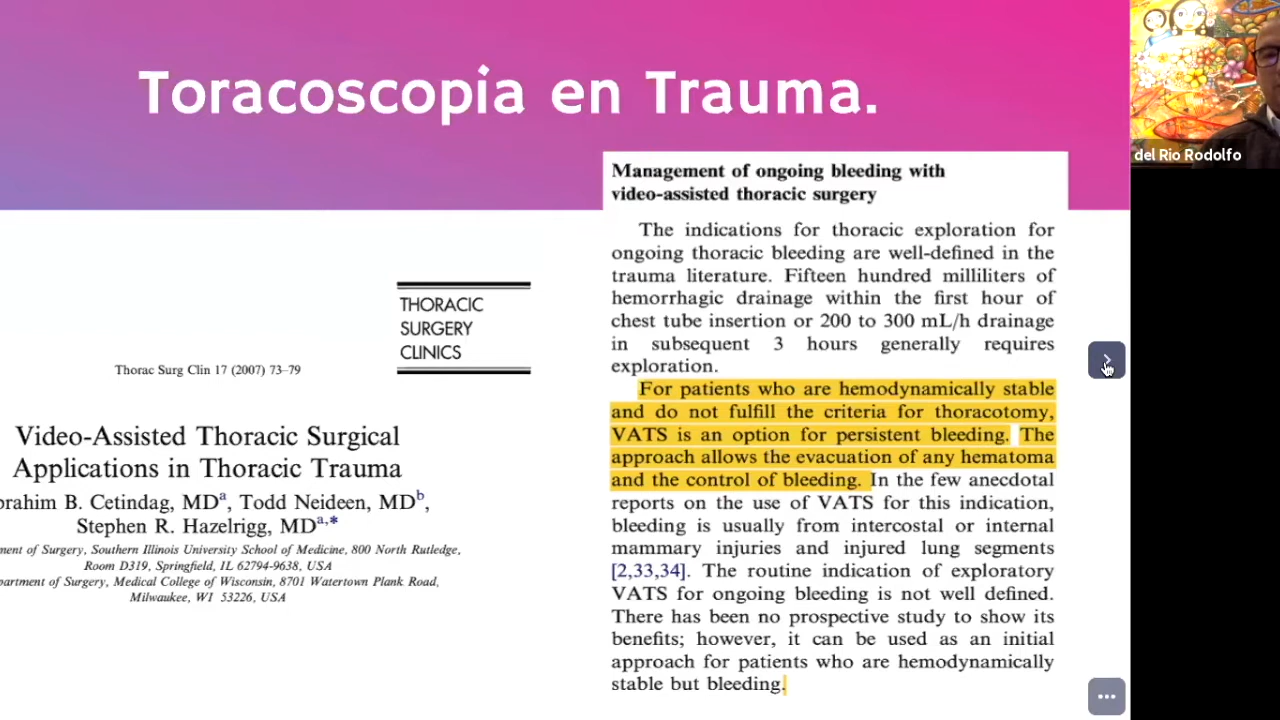 Toracoscopia en Trauma.
del Rio Rodolfo
THORACIC
SURGERY
CLINICS
Thorac Surg Clin 17 (2007) 73–79
Video-Assisted Thoracic Surgical
Applications in Thoracic Trauma
brahim B. Cetindag, MDa, Todd Neideen, MDb,
Stephen R. Hazelrigg, MDa,*
ment of Surgery, Southern Illinois University School of Medicine, 800 North Rutledge,
Room D319, Springfield, IL 62794-9638, USA
partment of Surgery, Medical College of Wisconsin, 8701 Watertown Plank Road,
Milwaukee, WI 53226, USA
Management of ongoing bleeding with
video-assisted thoracic surgery
The indications for thoracic exploration for
ongoing thoracic bleeding are well-defined in the
trauma literature. Fifteen hundred milliliters of
hemorrhagic drainage within the first hour of
chest tube insertion or 200 to 300 mL/h drainage
in subsequent 3 hours generally requires
exploration.
For patients who are hemodynamically stable
and do not fulfill the criteria for thoracotomy,
VATS is an option for persistent bleeding. The
approach allows the evacuation of any hematoma
and the control of bleeding. In the few anecdotal
reports on the use of VATS for this indication,
bleeding is usually from intercostal or internal
mammary injuries and injured lung segments
[2,33,34]. The routine indication of exploratory
VATS for ongoing bleeding is not well defined.
There has been no prospective study to show its
benefits; however, it can be used as an initial
approach for patients who are hemodynamically
stable but bleeding.